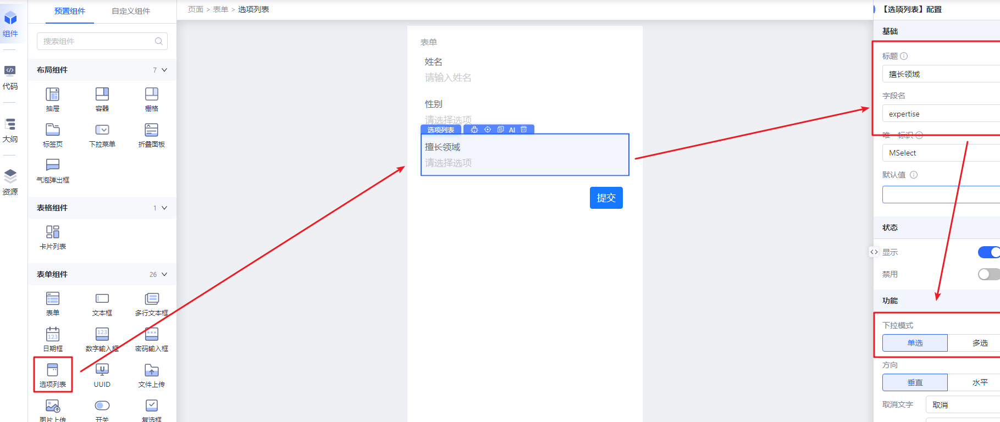 组件
代码
大纲
资源
预置组件
自定义组件
搜索组件
布局组件 7
抽屉 容器 栅格
标签页 下拉菜单 折叠面板
气泡弹出框
表格组件 1
卡片列表
表单组件 26
表单 文本框 多行文本框
123 123
日期框 数字输入框 密码输入框
选项列表 UUID 文件上传
图片上传 开关 复选框
页面 > 表单 > 选项列表
表单
姓名
请输入姓名
性别
请选择选项
选项列表 AI
擅长领域
请选择选项
提交
【选项列表】配置
基础
标题
擅长领域
字段名
expertise
唯一标识
MSelect
默认值
状态
显示
禁用
功能
下拉模式
单选 多选
方向
垂直 水平
取消文字 取消